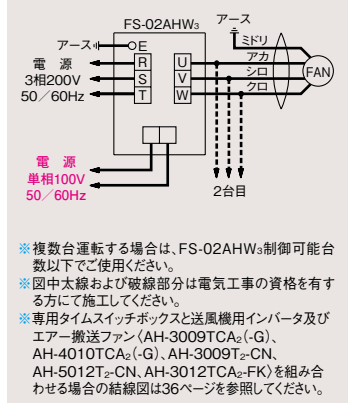 FS-02AHW₃
アース
アース
E
ミドリ
電 源
3相200V
50／60Hz
R
S
T
U
V
W
アカ
シロ
クロ
FAN
2台目
電 源
単相100V
50／60Hz
※複数台運転する場合は、FS-02AHW₃制御可能台
数以下でご使用ください。
※図中太線および破線部分は電気工事の資格を有す
る方にて施工してください。
※専用タイムスイッチボックスと送風機用インバータ及び
エアー搬送ファン〈AH-3009TCA₂(-G)、
AH-4010TCA₂(-G)、AH-3009T₂-CN、
AH-5012T₂-CN、AH-3012TCA₂-FK〉を組み合
わせる場合の結線図は36ページを参照してください。